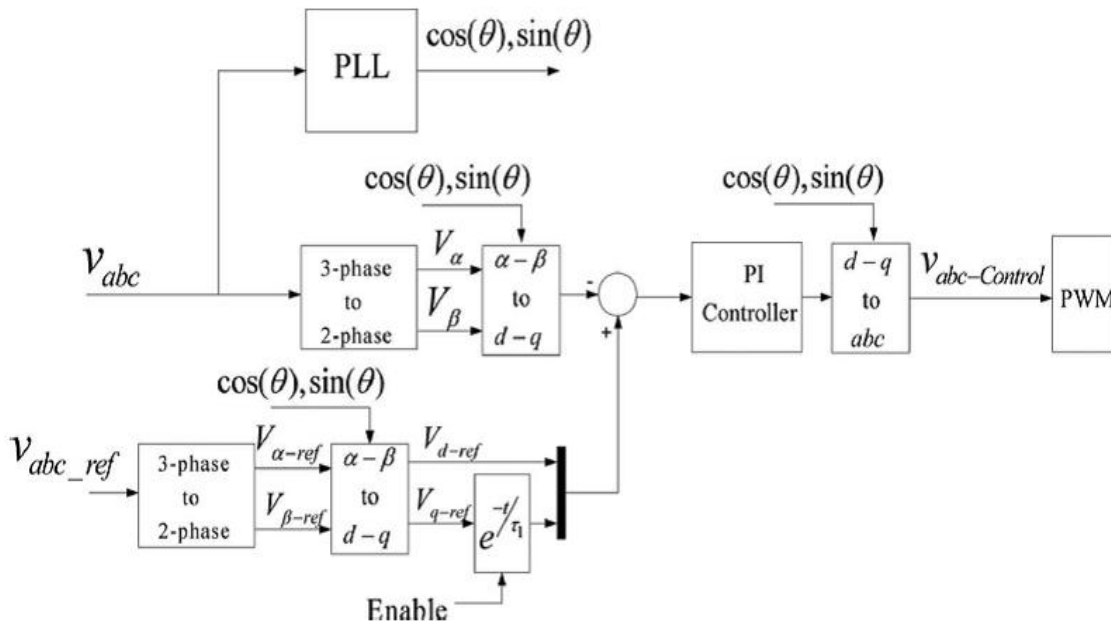 cos(θ),sin(θ)
PLL
cos(θ),sin(θ)
cos(θ),sin(θ)
v_abc
3-phase
to
2-phase
V_α
V_β
α-β
to
d-q
-
+
PI
Controller
d-q
to
abc
v_abc-Control
PWM
cos(θ),sin(θ)
v_abc_ref
3-phase
to
2-phase
V_α-ref
V_β-ref
α-β
to
d-q
V_d-ref
V_q-ref
e^-t/τ1
Enable